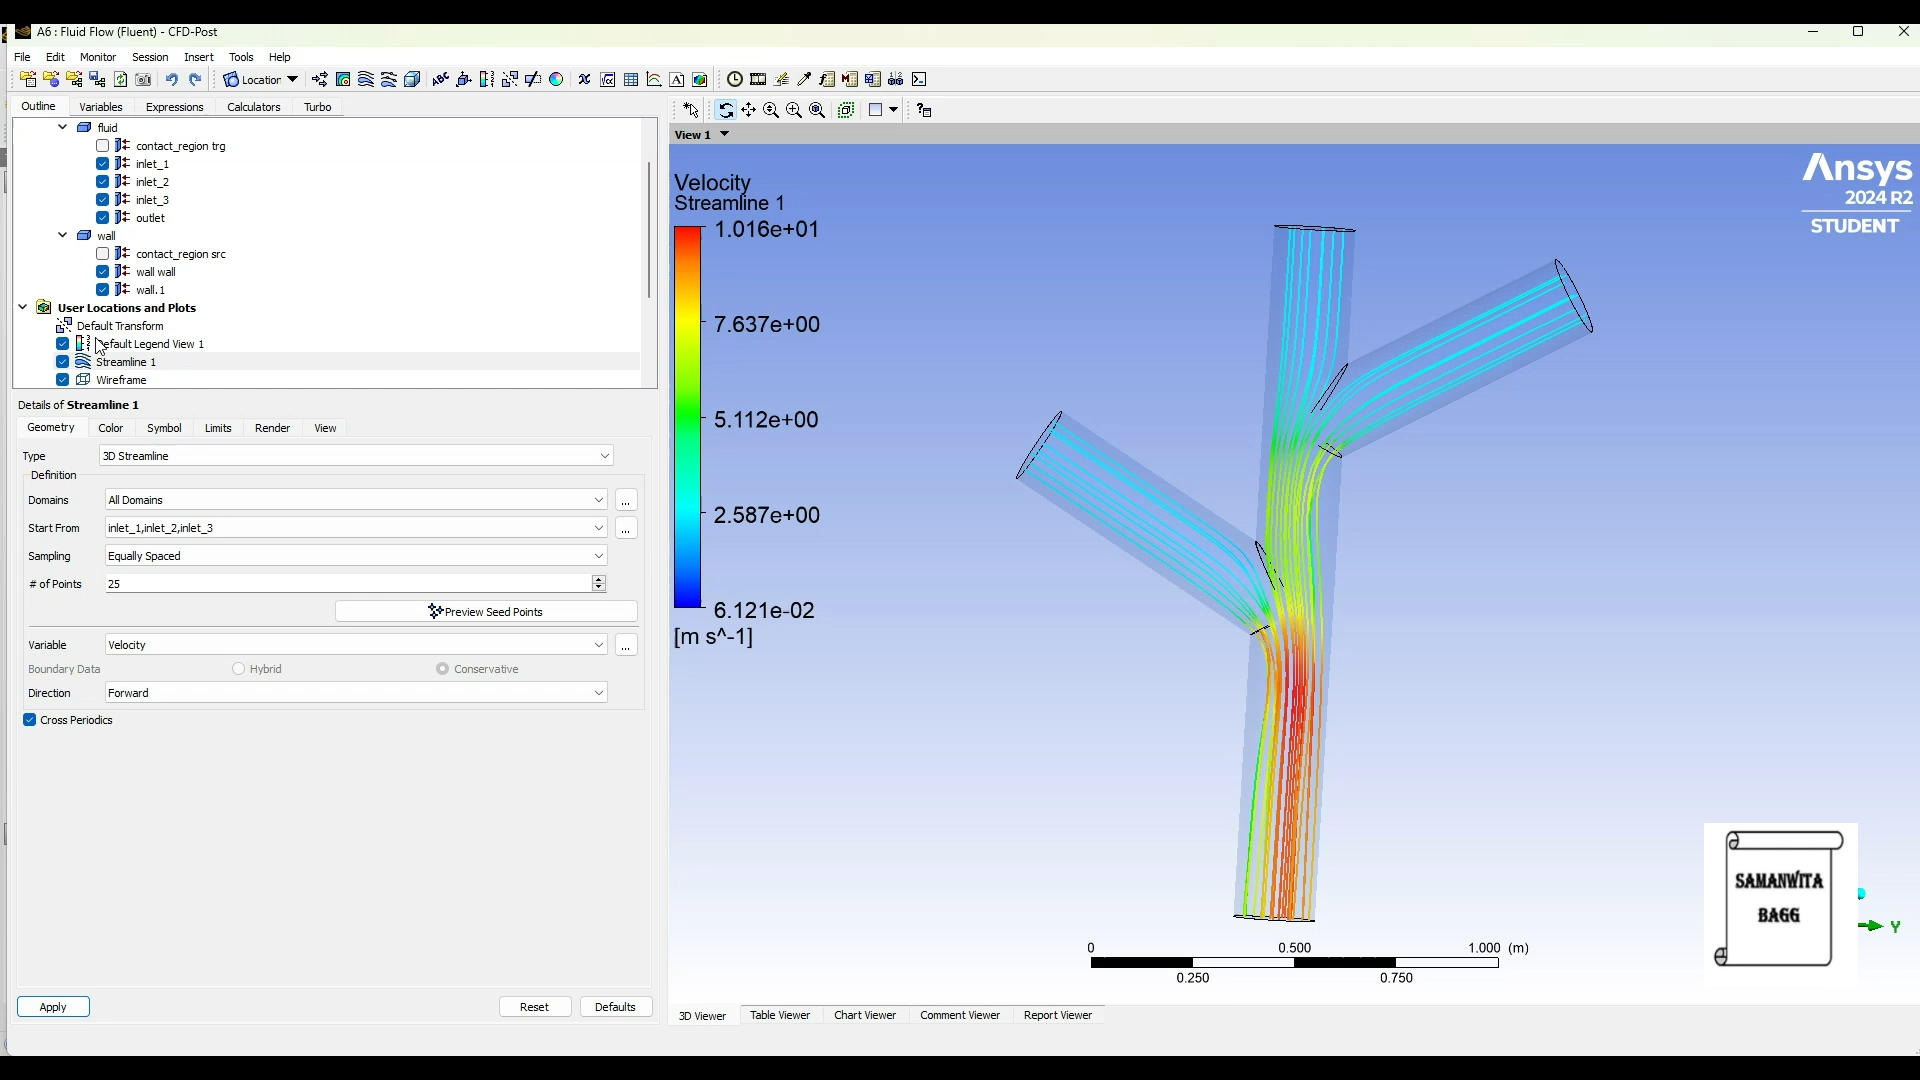 A6 : Fluid Flow (Fluent) - CFD-Post
File Edit Monitor Session Insert Tools Help
Location
Outline Variables Expressions Calculators Turbo
fluid
contact_region trg
inlet_1
inlet_2
inlet_3
outlet
wall
contact_region src
wall wall
wall.1
User Locations and Plots
Default Transform
efault Legend View 1
Streamline 1
Wireframe
Details of Streamline 1
Geometry Color Symbol Limits Render View
Type 3D Streamline
Definition
Domains All Domains ...
Start From inlet_1,inlet_2,inlet_3 ...
Sampling Equally Spaced
# of Points 25
Preview Seed Points
Variable Velocity ...
Boundary Data Hybrid Conservative
Direction Forward
Cross Periodics
Apply Reset Defaults
View 1
Velocity
Streamline 1
1.016e+01
7.637e+00
5.112e+00
2.587e+00
6.121e-02
[m s^-1]
Ansys
2024 R2
STUDENT
SAMANWITA
BAGG
Y
0 0.500 1.000 (m)
0.250 0.750
3D Viewer Table Viewer Chart Viewer Comment Viewer Report Viewer